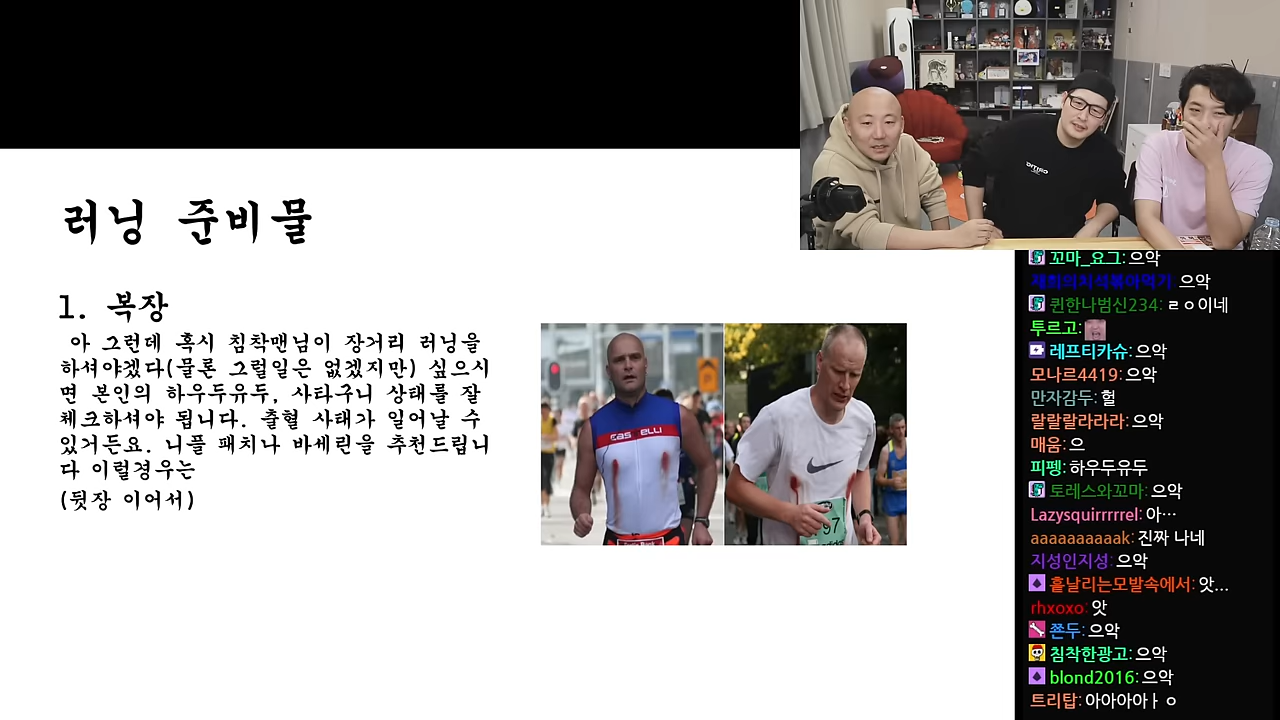 러닝 준비물
1. 복장
아 그런데 혹시 침착맨님이 장거리 러닝을
하셔야겠다(물론 그럴일은 없겠지만) 싶으시
면 본인의 하우두유두, 사타구니 상태를 잘
체크하셔야 됩니다. 출혈 사태가 일어날 수
있거든요. 니플 패치나 바세린을 추천드립니
다 이럴경우는
(뒷장 이어서)
CAS ELLI
97
꼬마_요그: 으악
재희의지석볶아먹기: 으악
퀸한나범신234: ㄹㅇ이네
투르고:
레프티카슈: 으악
모나르4419: 으악
만자감두: 헐
랄랄랄라라라: 으악
매움: 으
피펭: 하우두유두
토레스와꼬마: 으악
Lazysquirrrrrel: 아…
aaaaaaaaaak: 진짜 나네
지성인지성: 으악
흩날리는모발속에서: 앗...
rhxoxo: 앗
쫀두: 으악
침착한광고: 으악
blond2016: 으악
트리탑: 아아아아ㅏㅇ